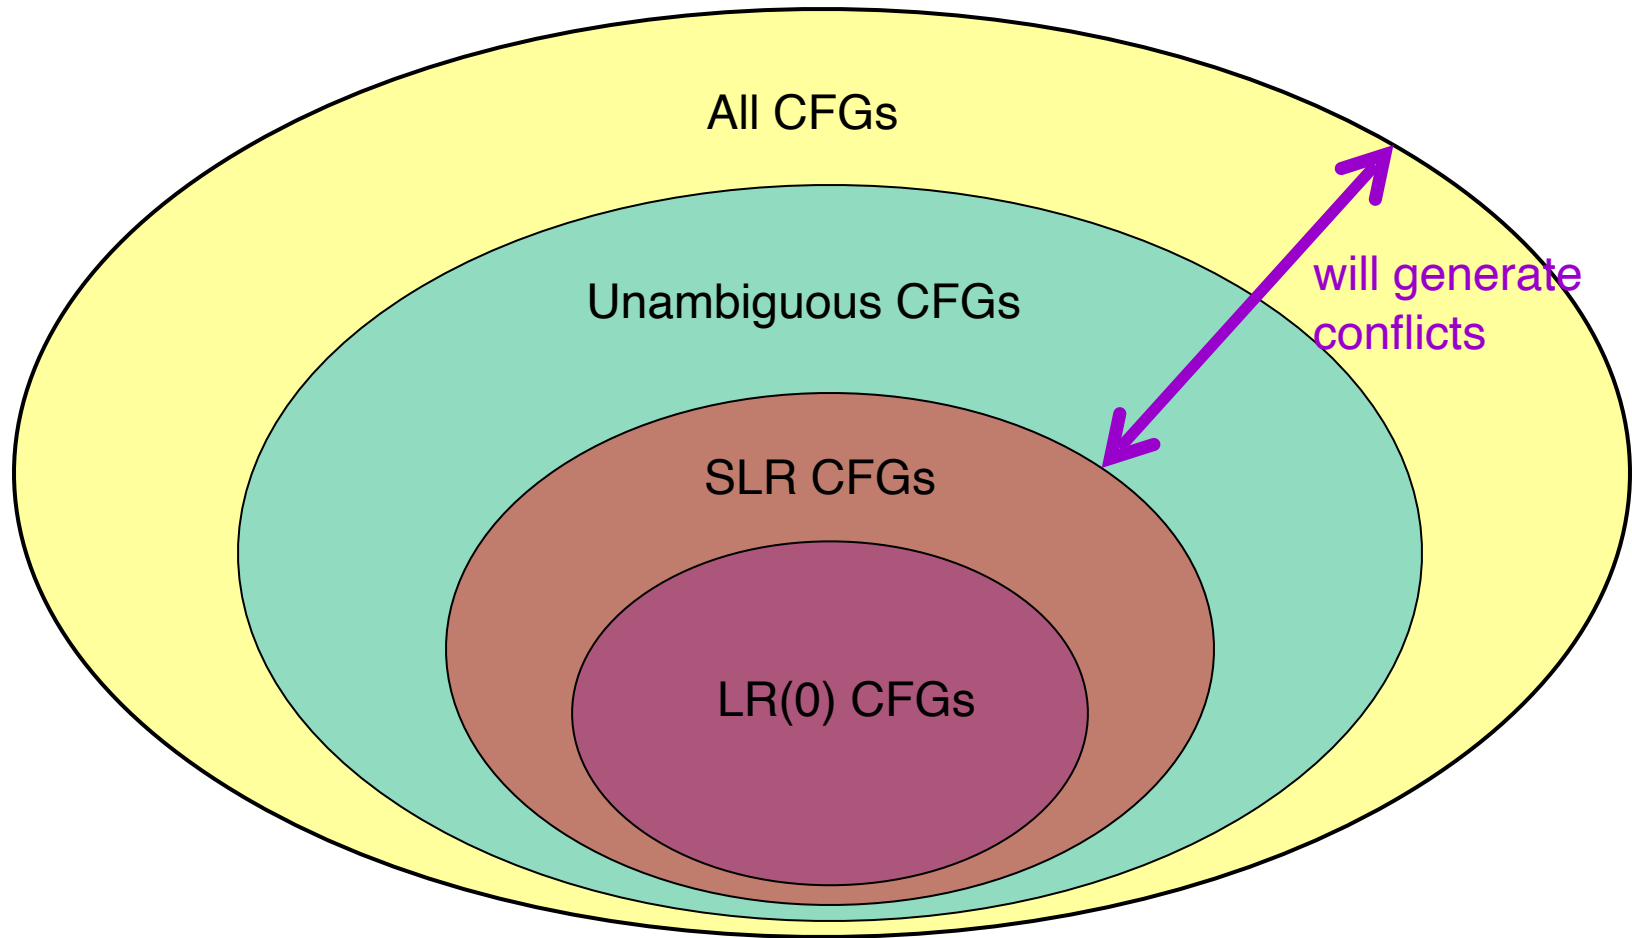 All CFGs
will generate
conflicts
Unambiguous CFGs
SLR CFGs
LR(0) CFGs